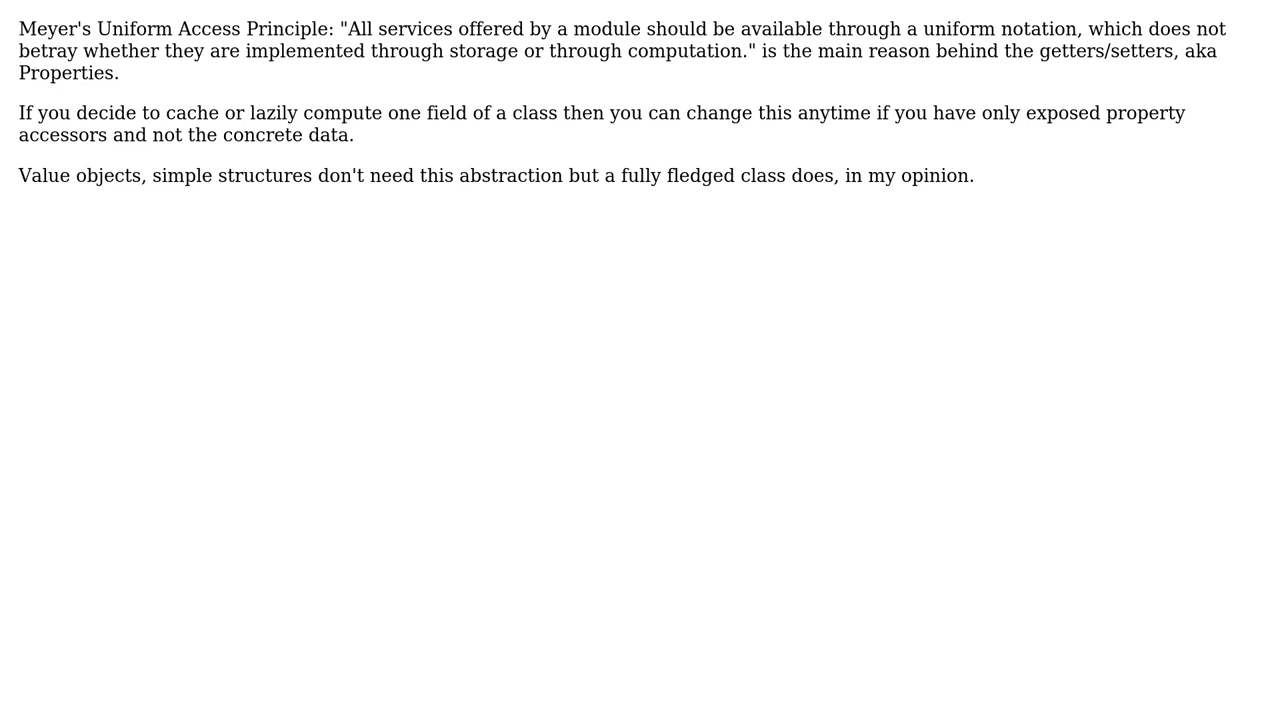 Meyer's Uniform Access Principle: "All services offered by a module should be available through a uniform notation, which does not
betray whether they are implemented through storage or through computation." is the main reason behind the getters/setters, aka
Properties.
If you decide to cache or lazily compute one field of a class then you can change this anytime if you have only exposed property
accessors and not the concrete data.
Value objects, simple structures don't need this abstraction but a fully fledged class does, in my opinion.